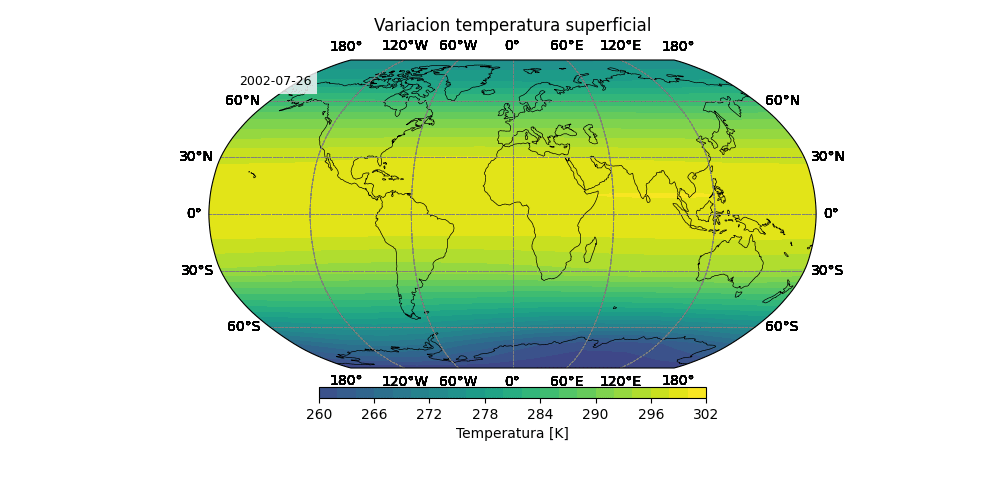 Variacion temperatura superficial
180° 120°W 60°W 0° 60°E 120°E 180°
2002-07-26
60°N 60°N
30°N 30°N
0° 0°
30°S 30°S
60°S 60°S
180° 120°W 60°W 0° 60°E 120°E 180°
260 266 272 278 284 290 296 302
Temperatura [K]